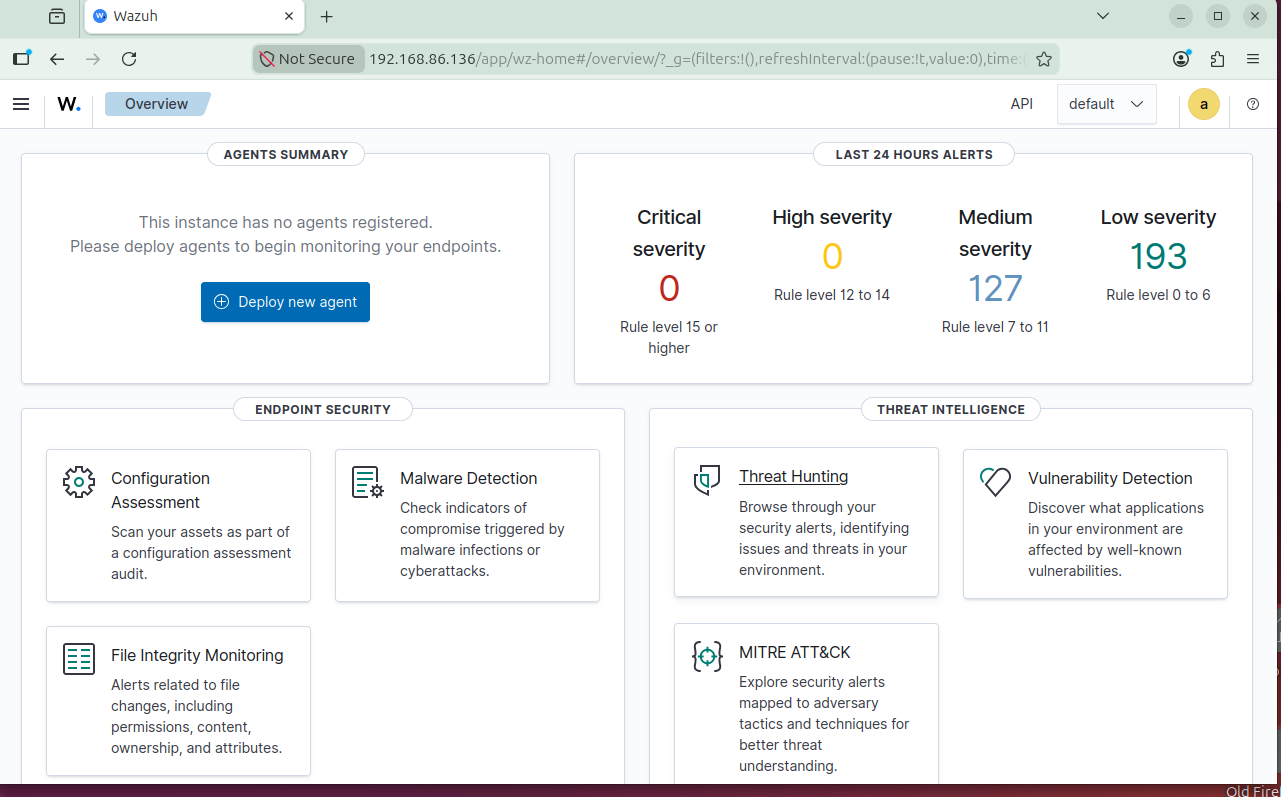 Wazuh
Not Secure 192.168.86.136/app/wz-home#/overview/?_g=(filters:!(),refreshInterval:(pause:!t,value:0),time:(
W. Overview API default a
AGENTS SUMMARY
This instance has no agents registered.
Please deploy agents to begin monitoring your endpoints.
Deploy new agent
LAST 24 HOURS ALERTS
Critical
severity
0
Rule level 15 or
higher
High severity
0
Rule level 12 to 14
Medium
severity
127
Rule level 7 to 11
Low severity
193
Rule level 0 to 6
ENDPOINT SECURITY
Configuration
Assessment
Scan your assets as part of
a configuration assessment
audit.
Malware Detection
Check indicators of
compromise triggered by
malware infections or
cyberattacks.
File Integrity Monitoring
Alerts related to file
changes, including
permissions, content,
ownership, and attributes.
THREAT INTELLIGENCE
Threat Hunting
Browse through your
security alerts, identifying
issues and threats in your
environment.
Vulnerability Detection
Discover what applications
in your environment are
affected by well-known
vulnerabilities.
MITRE ATT&CK
Explore security alerts
mapped to adversary
tactics and techniques for
better threat
understanding.
Old Fire